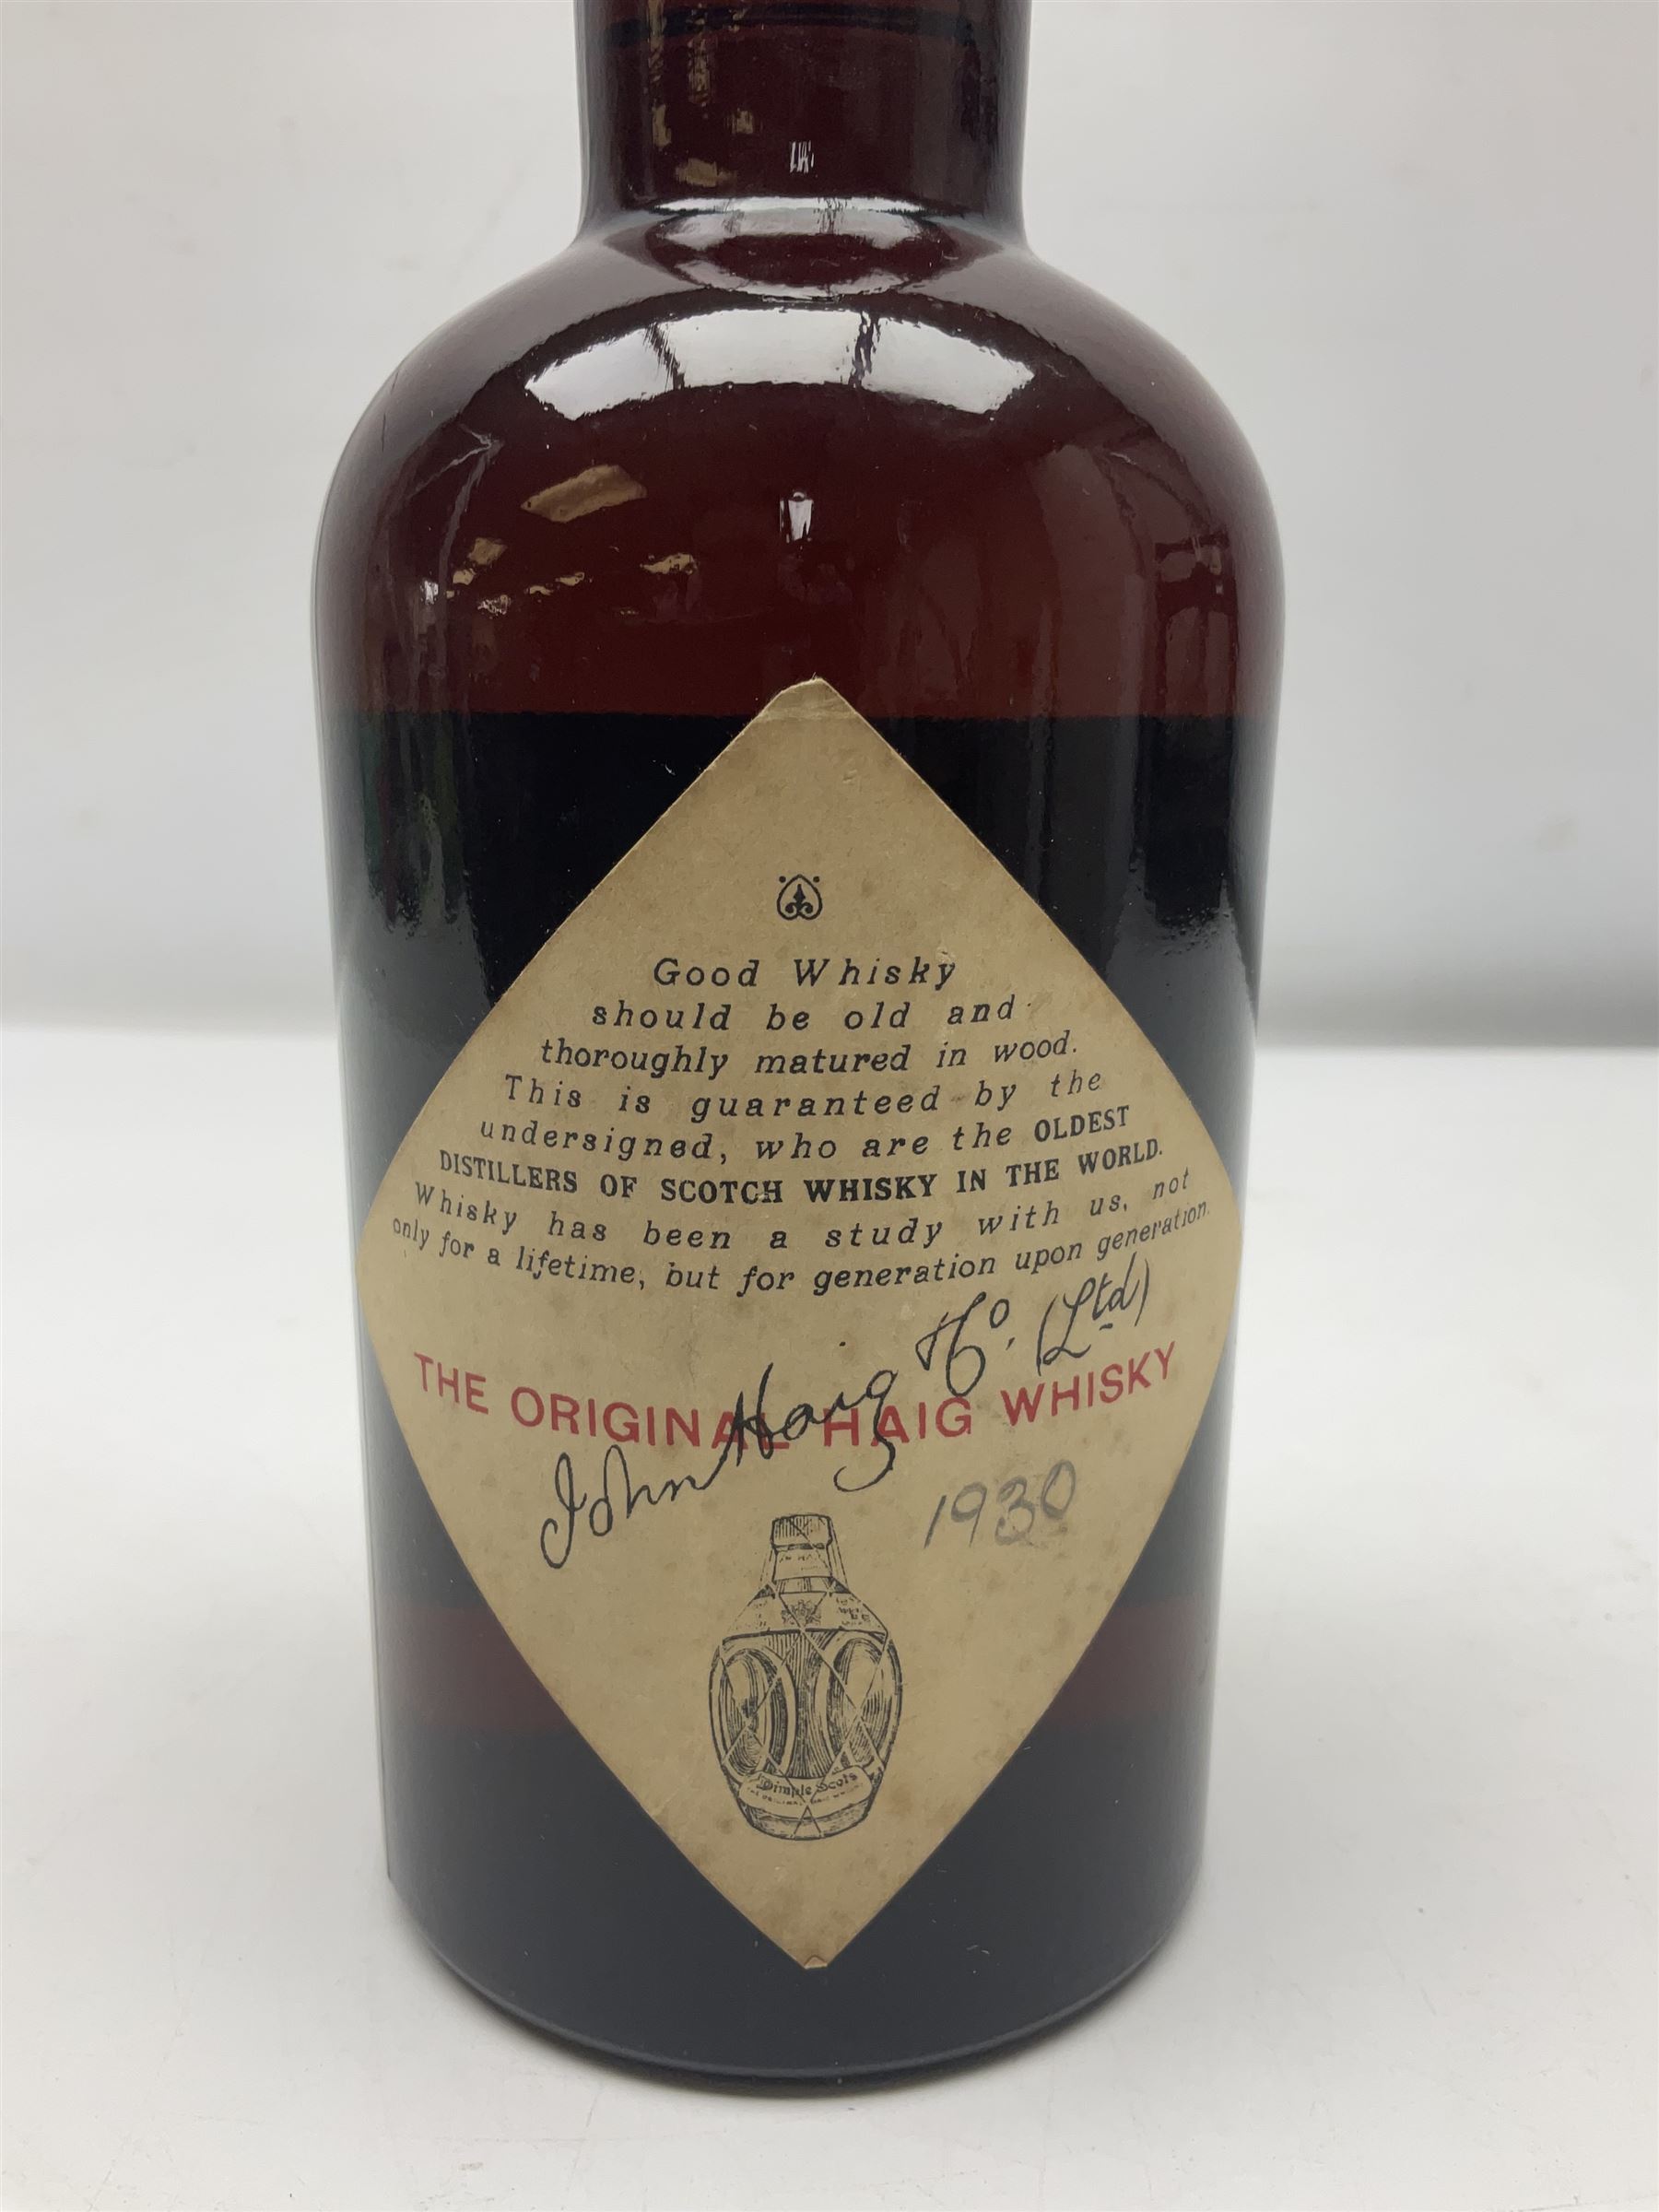 Good Whisky
should be old and
thoroughly matured in wood.
This is guaranteed by the
undersigned, who are the OLDEST
DISTILLERS OF SCOTCH WHISKY IN THE WORLD.
Whisky has been a study with us, not
only for a lifetime, but for generation upon generation.
John Haig & Co. (Ltd)
THE ORIGINAL HAIG WHISKY
1930
Dimple Scots